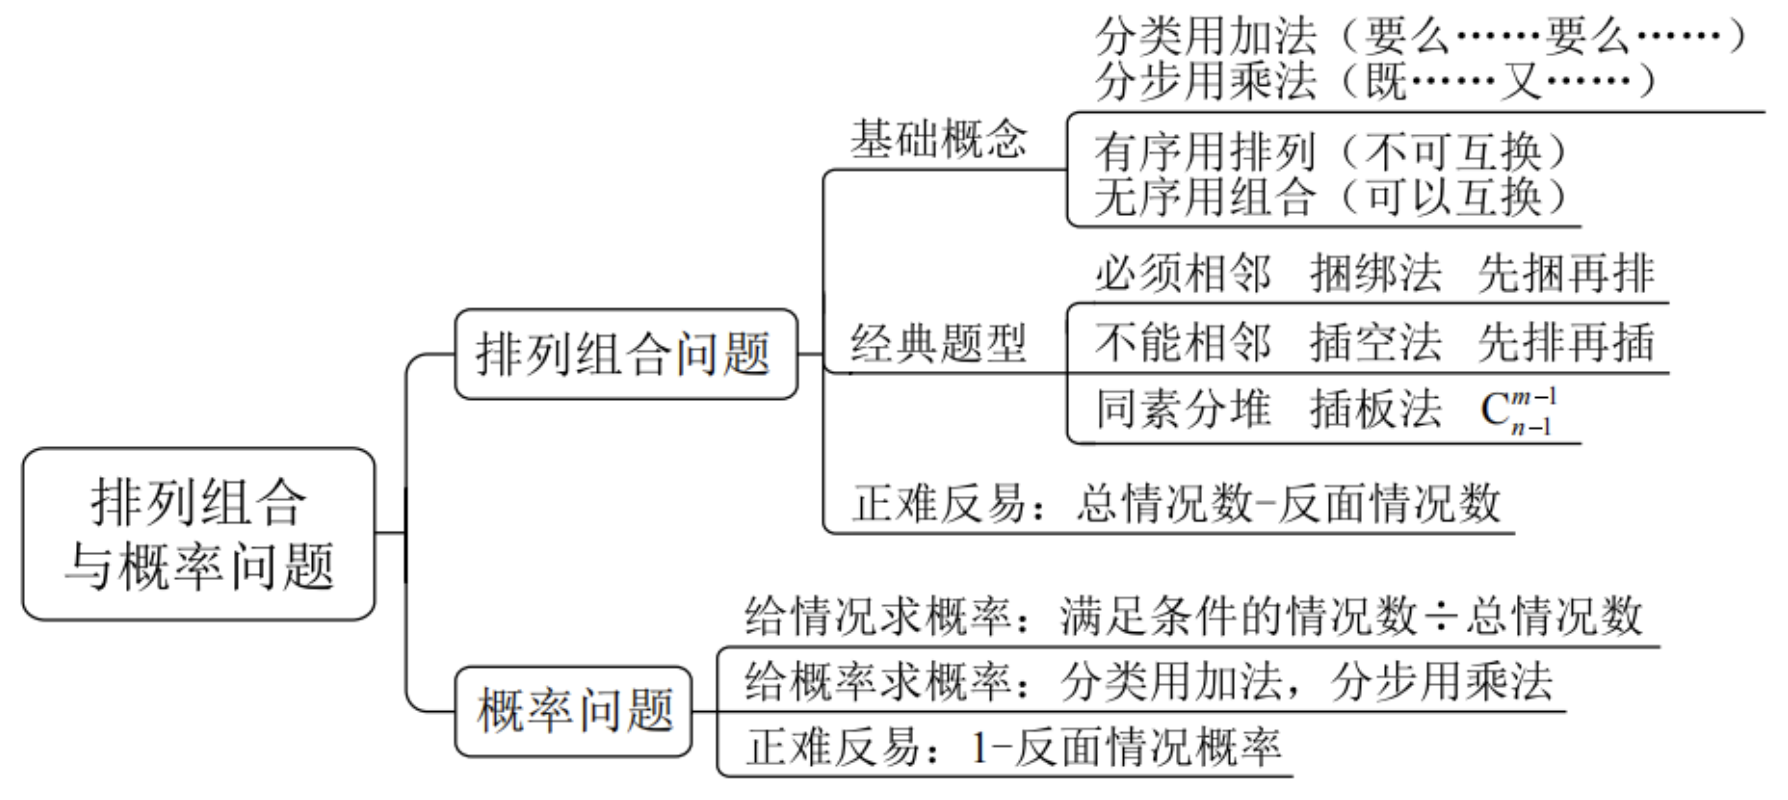 分类用加法（要么……要么……）
分步用乘法（既……又……）
基础概念
有序用排列（不可互换）
无序用组合（可以互换）
必须相邻 捆绑法 先捆再排
排列组合问题
经典题型
不能相邻 插空法 先排再插
同素分堆 插板法 C_{n-1}^{m-1}
排列组合
与概率问题
正难反易：总情况数-反面情况数
给情况求概率：满足条件的情况数÷总情况数
给概率求概率：分类用加法，分步用乘法
概率问题
正难反易：1-反面情况概率